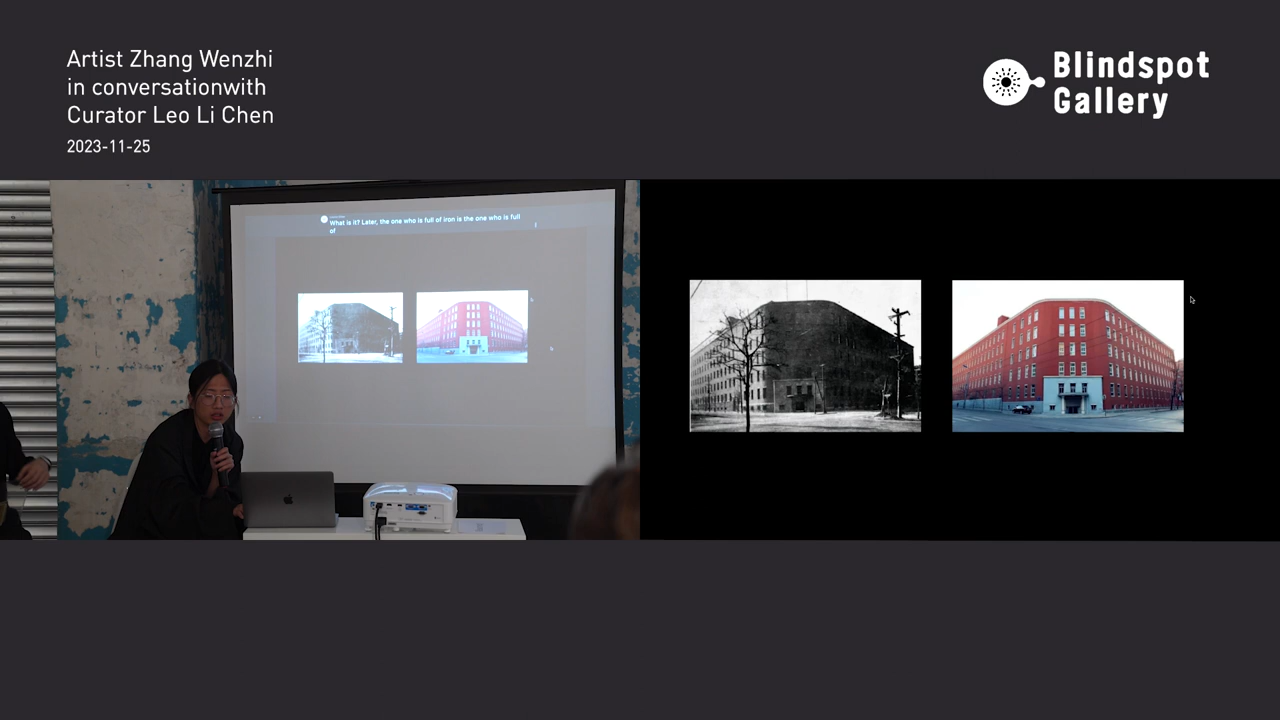 Artist Zhang Wenzhi
in conversationwith
Curator Leo Li Chen
2023-11-25
Blindspot
Gallery
What is it? Later, the one who is full of iron is the one who is full
of